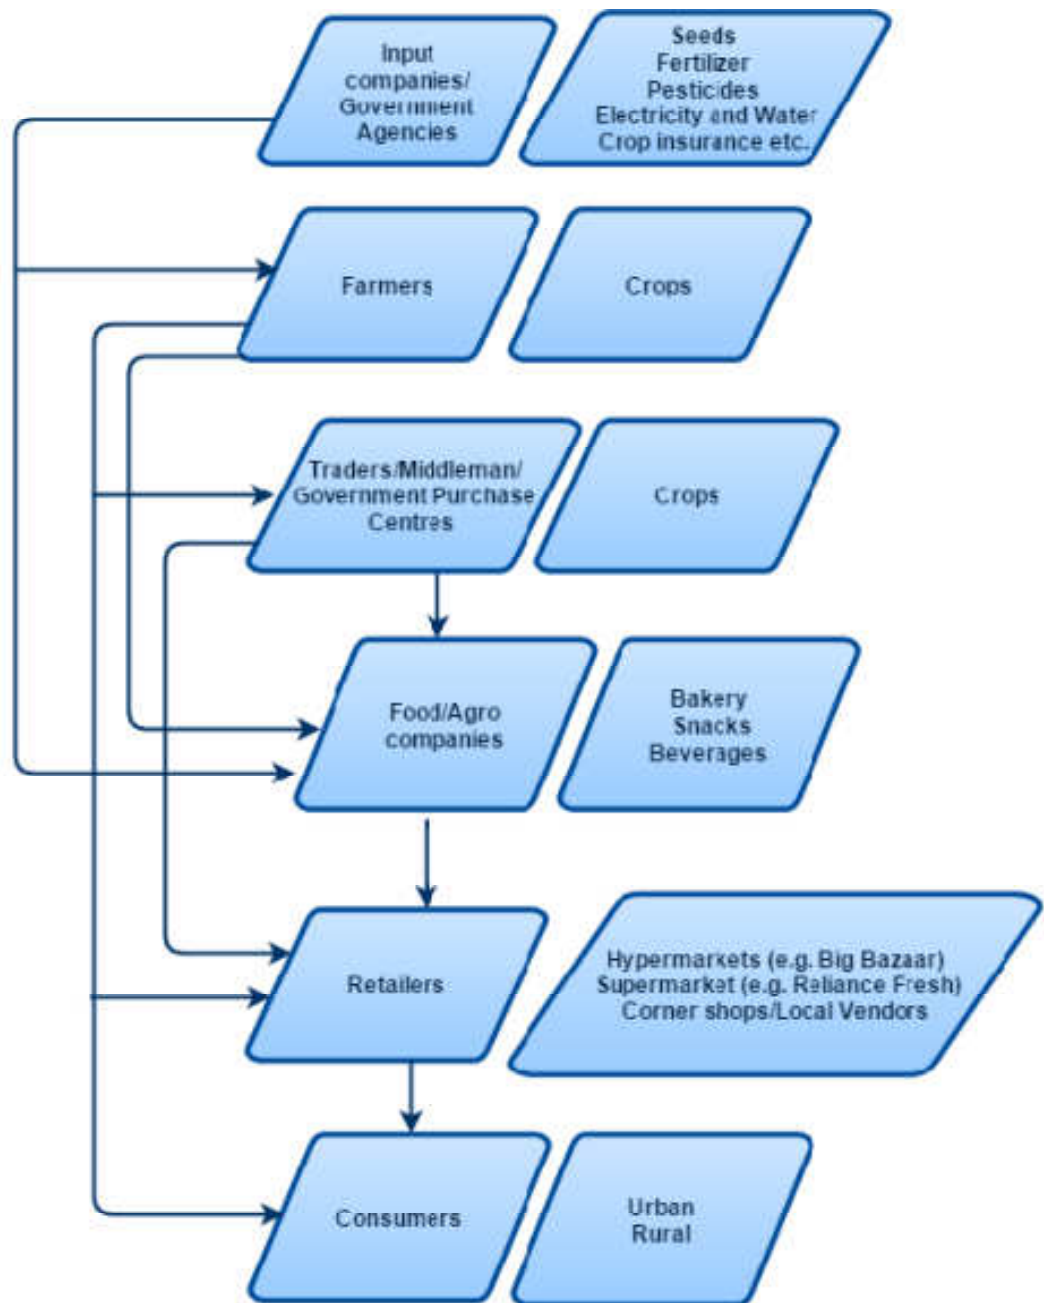 Input
companies/
Government
Agencies
Seeds
Fertilizer
Pesticides
Electricity and Water
Crop insurance etc.
Farmers
Crops
Traders/Middleman/
Government Purchase
Centres
Crops
Food/Agro
companies
Bakery
Snacks
Beverages
Retailers
Hypermarkets (e.g. Big Bazaar)
Supermarket (e.g. Reliance Fresh)
Corner shops/Local Vendors
Consumers
Urban
Rural